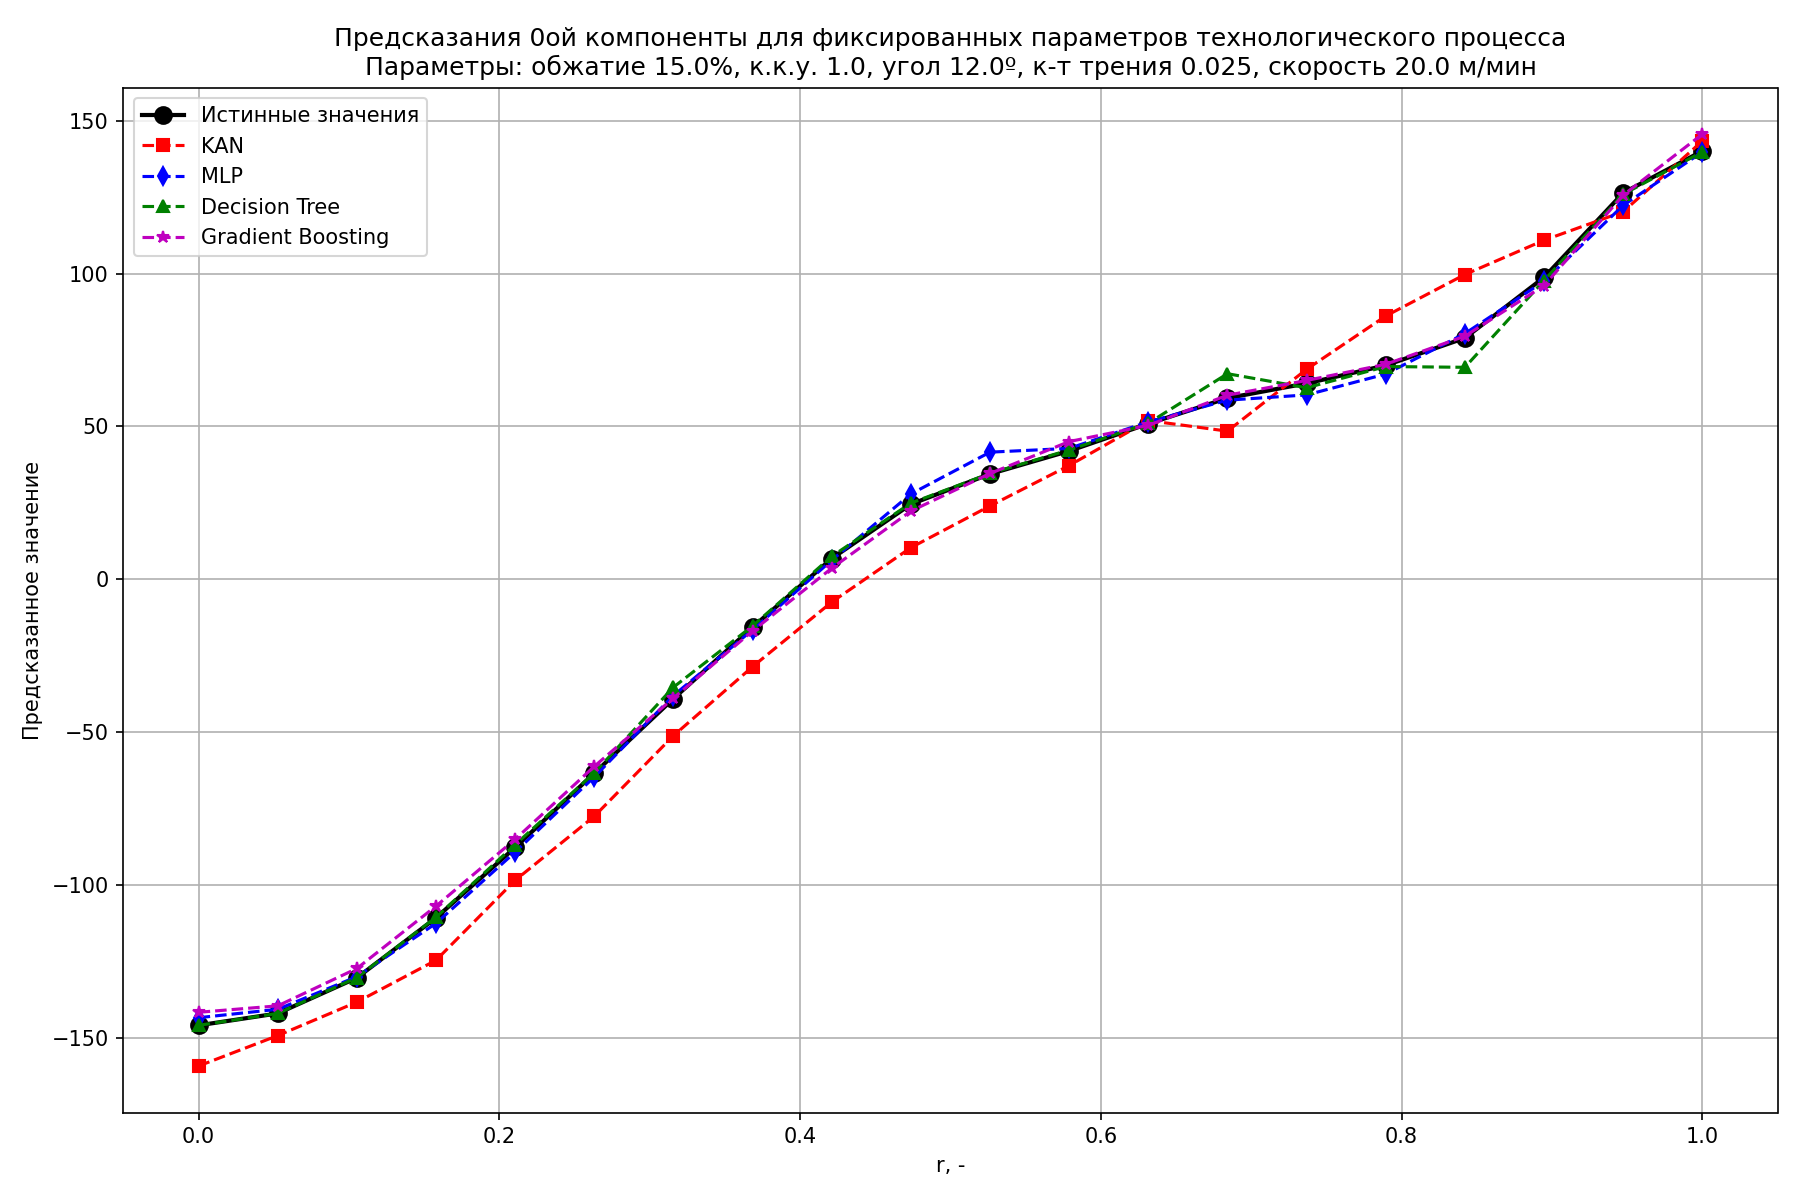 Предсказания 0ой компоненты для фиксированных параметров технологического процесса
Параметры: обжатие 15.0%, к.к.у. 1.0, угол 12.0º, к-т трения 0.025, скорость 20.0 м/мин
Истинные значения
KAN
MLP
Decision Tree
Gradient Boosting
Предсказанное значение
150
100
50
0
−50
−100
−150
0.0
0.2
0.4
0.6
0.8
1.0
r, -